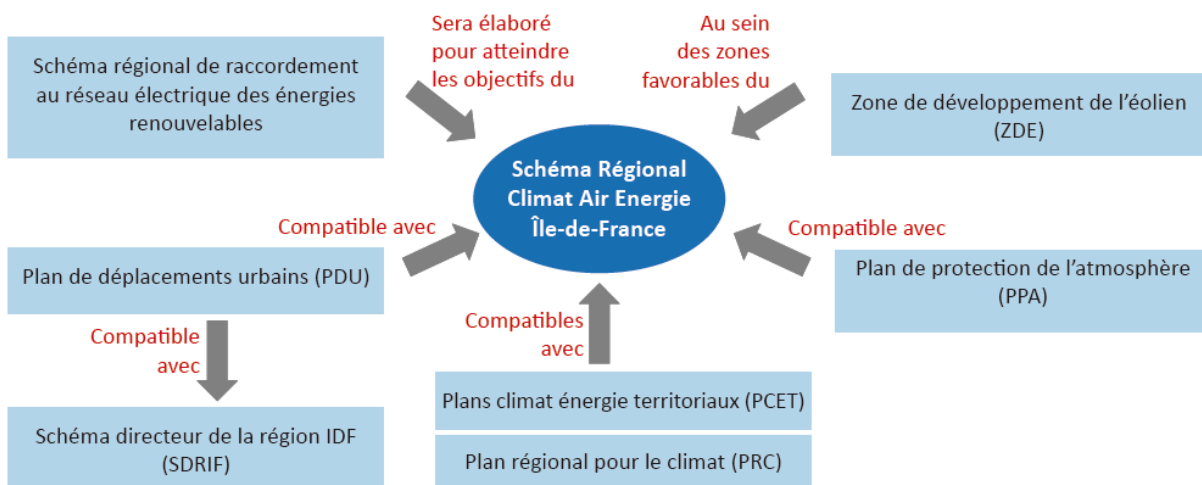 Sera élaboré
pour atteindre
les objectifs du
Au sein
des zones
favorables du
Schéma régional de raccordement
au réseau électrique des énergies
renouvelables
Zone de développement de l’éolien
(ZDE)
Schéma Régional
Climat Air Energie
Île-de-France
Compatible avec
Compatible avec
Plan de déplacements urbains (PDU)
Plan de protection de l’atmosphère
(PPA)
Compatible
avec
Compatibles
avec
Plans climat énergie territoriaux (PCET)
Schéma directeur de la région IDF
(SDRIF)
Plan régional pour le climat (PRC)